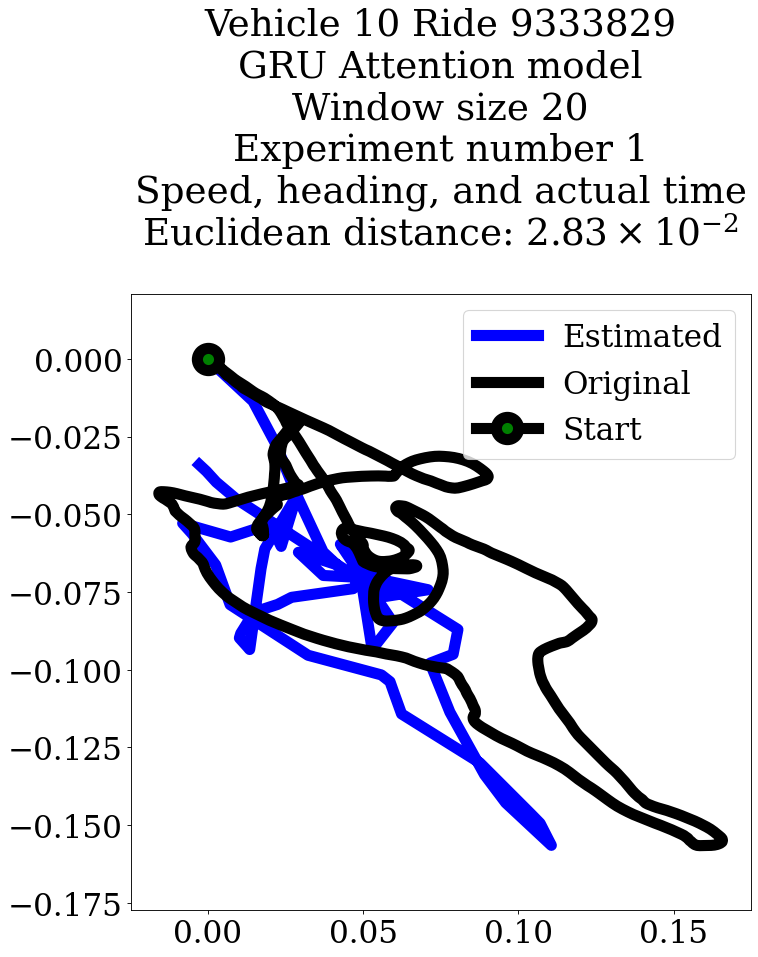 Vehicle 10 Ride 9333829
GRU Attention model
Window size 20
Experiment number 1
Speed, heading, and actual time
Euclidean distance: 2.83 × 10⁻²
Estimated
Original
Start
0.000
−0.025
−0.050
−0.075
−0.100
−0.125
−0.150
−0.175
0.00 0.05 0.10 0.15